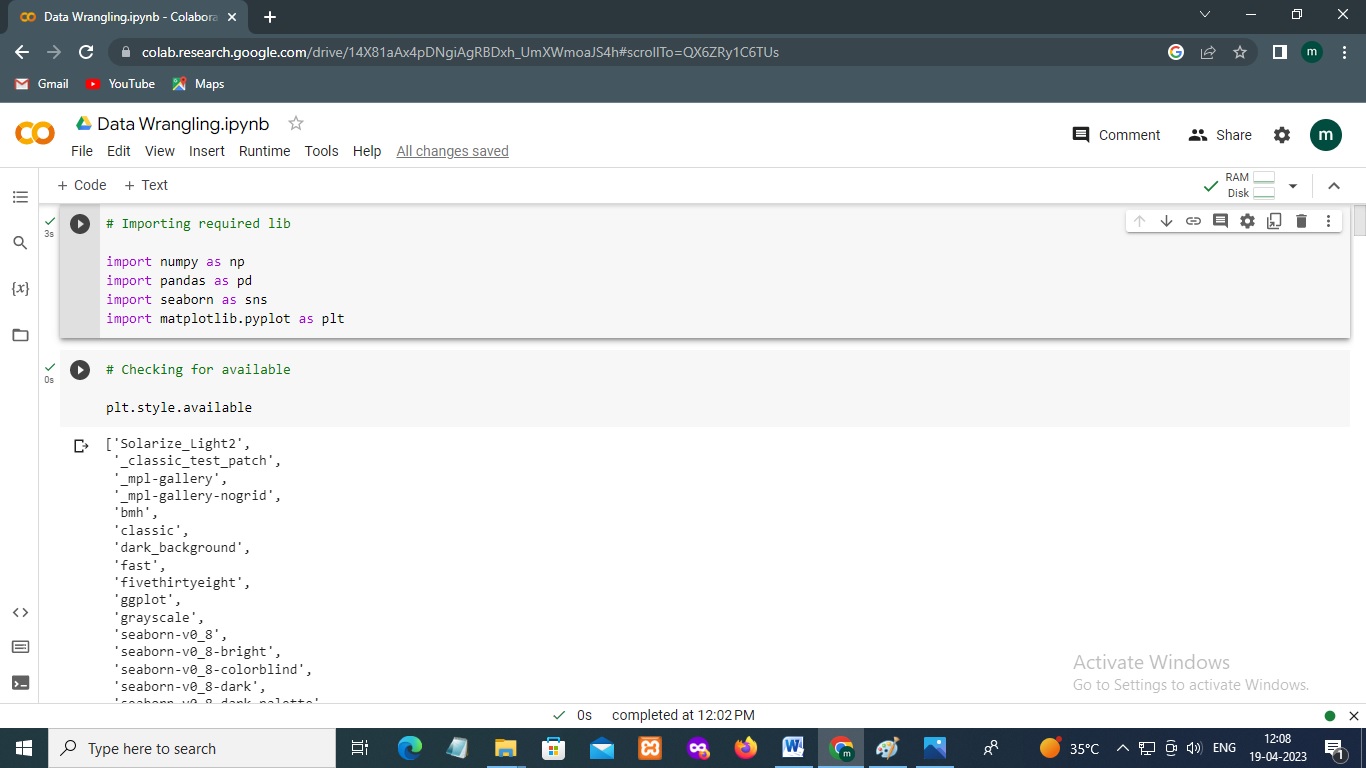 Data Wrangling.ipynb - Colabora
colab.research.google.com/drive/14X81aAx4pDNgiAgRBDxh_UmXWmoaJS4h#scrollTo=QX6ZRy1C6TUs
m
Gmail YouTube Maps
Data Wrangling.ipynb
File Edit View Insert Runtime Tools Help All changes saved
Comment Share m
+ Code + Text
RAM
Disk
3s
# Importing required lib
import numpy as np
import pandas as pd
import seaborn as sns
import matplotlib.pyplot as plt
{x}
0s
# Checking for available
plt.style.available
['Solarize_Light2',
'_classic_test_patch',
'_mpl-gallery',
'_mpl-gallery-nogrid',
'bmh',
'classic',
'dark_background',
'fast',
'fivethirtyeight',
'ggplot',
'grayscale',
'seaborn-v0_8',
'seaborn-v0_8-bright',
'seaborn-v0_8-colorblind',
'seaborn-v0_8-dark',
'seaborn-v0_8-dark-palette'
Activate Windows
Go to Settings to activate Windows.
0s completed at 12:02 PM
Type here to search
35°C
ENG
12:08
19-04-2023
1